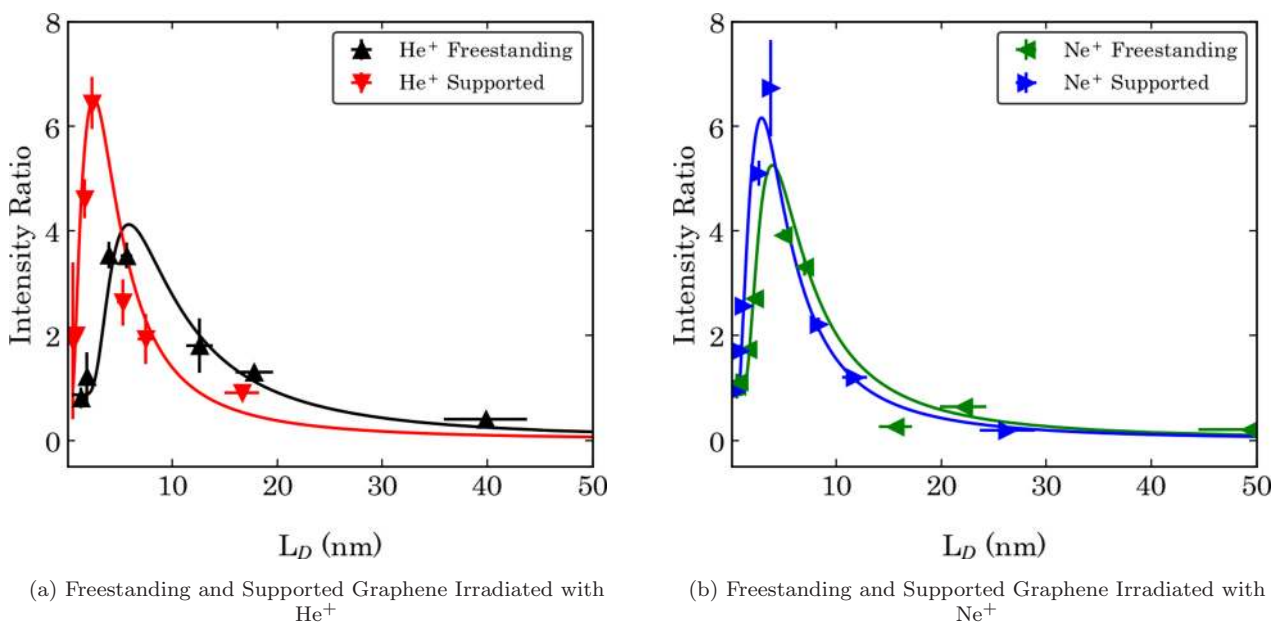 8
6
4
2
0
Intensity Ratio
He+ Freestanding
He+ Supported
10
20
30
40
50
L_D (nm)
(a) Freestanding and Supported Graphene Irradiated with
He+
8
6
4
2
0
Intensity Ratio
Ne+ Freestanding
Ne+ Supported
10
20
30
40
50
L_D (nm)
(b) Freestanding and Supported Graphene Irradiated with
Ne+